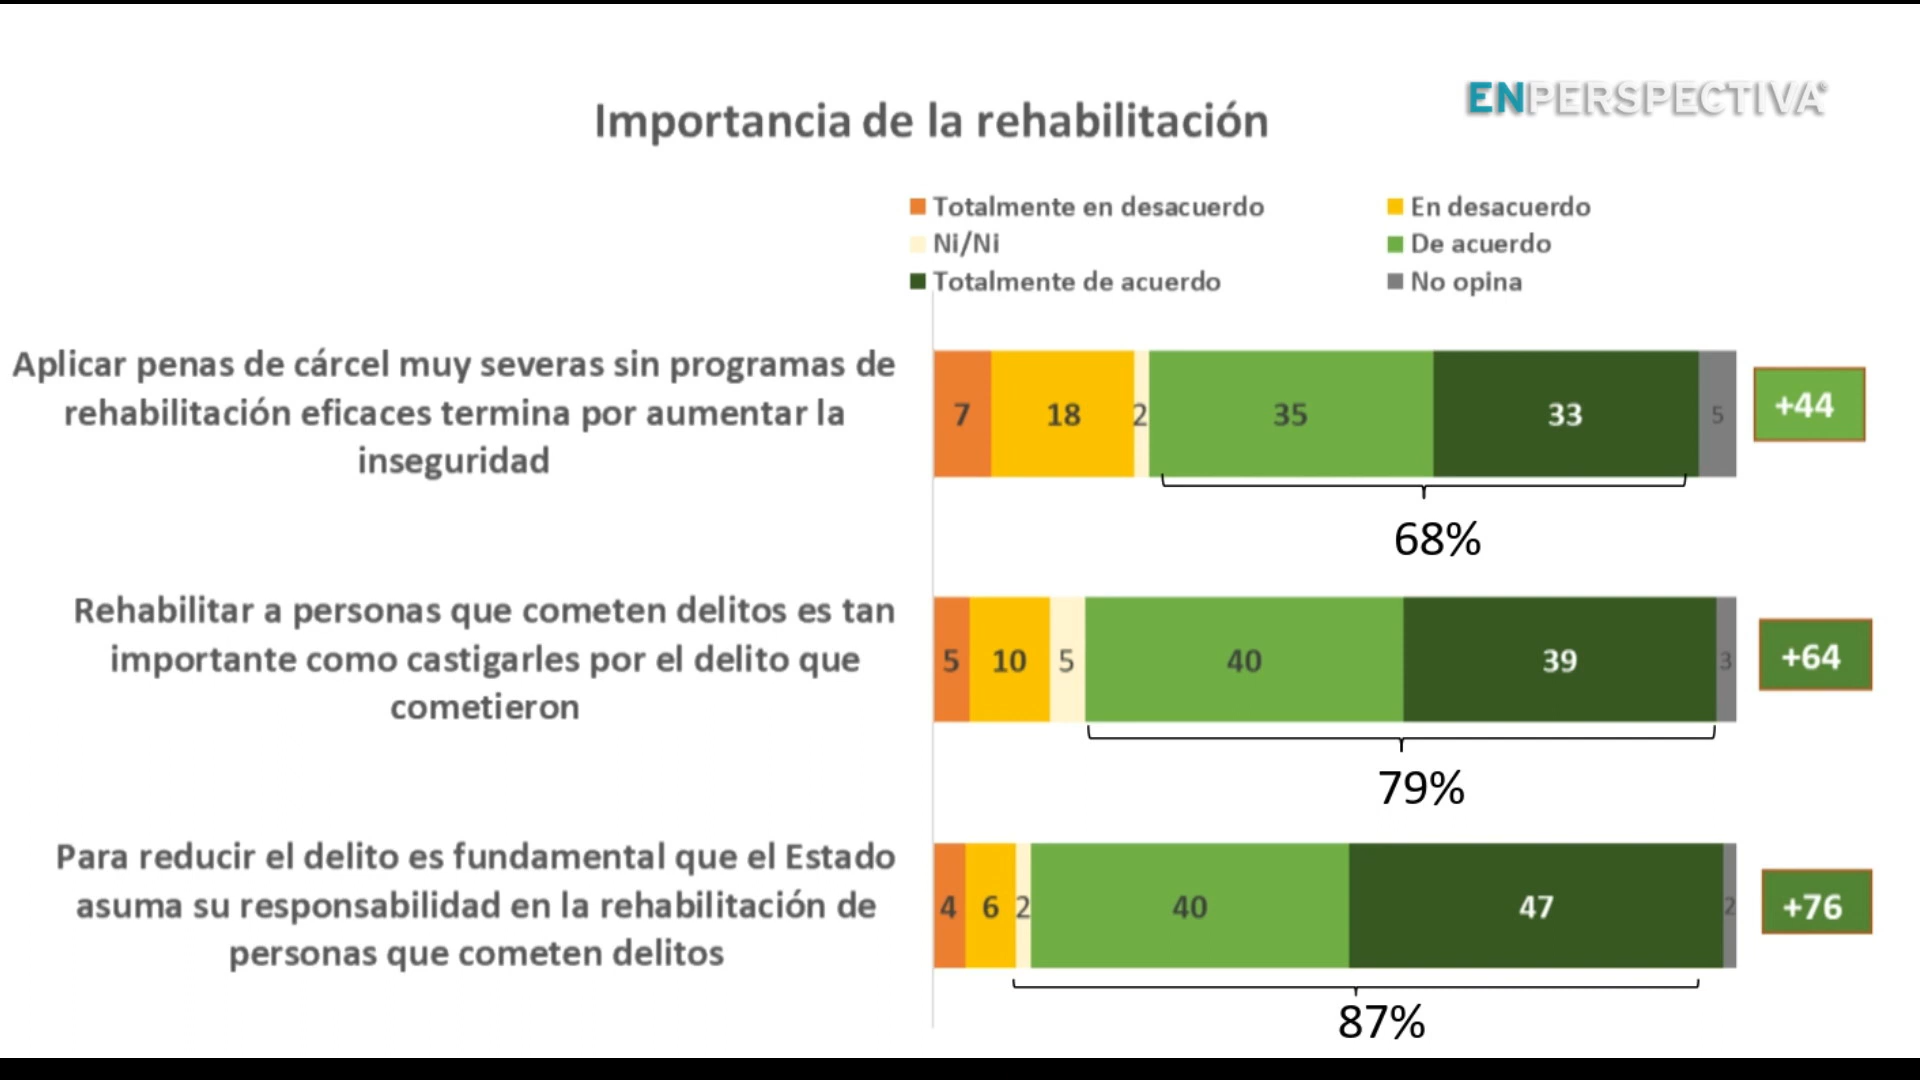 ENPERSPECTIVA
Importancia de la rehabilitación
Totalmente en desacuerdo
En desacuerdo
Ni/Ni
De acuerdo
Totalmente de acuerdo
No opina
Aplicar penas de cárcel muy severas sin programas de
rehabilitación eficaces termina por aumentar la
inseguridad
7 18 2 35 33 5
+44
68%
Rehabilitar a personas que cometen delitos es tan
importante como castigarles por el delito que
cometieron
5 10 5 40 39 3
+64
79%
Para reducir el delito es fundamental que el Estado
asuma su responsabilidad en la rehabilitación de
personas que cometen delitos
4 6 2 40 47 2
+76
87%